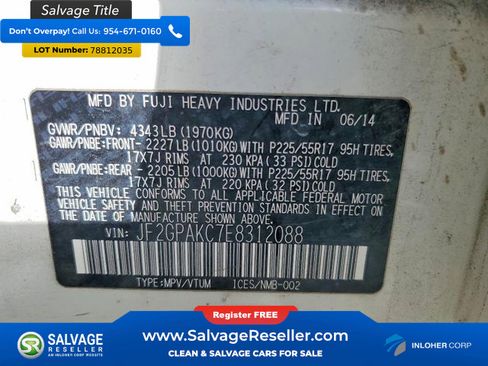 Salvage Title
Don't Overpay! Call Us: 954-671-0160
LOT Number: 78812035
MFD BY FUJI HEAVY INDUSTRIES LTD.
GVWR/PNBV: 4343LB (1970KG)
MFD IN 06/14
GAWR/PNBE:FRONT- 2227LB (1010KG) WITH P225/55R17 95H TIRES,
17X7J RIMS AT 230 KPA (33 PSI) COLD
GAWR/PNBE:REAR - 2205LB (1000KG) WITH P225/55R17 95H TIRES,
17X7J RIMS AT 220 KPA (32 PSI) COLD
THIS VEHICLE CONFORMS TO ALL APPLICABLE FEDERAL MOTOR
VEHICLE SAFETY AND THEFT PREVENTION STANDARDS IN EFFECT
ON THE DATE OF MANUFACTURE SHOWN ABOVE.
VIN: JF2GPAKC7E8312088
TYPE:MPV/VTUM ICES/NMB-002
Register FREE
SALVAGE
RESELLER
AN INLOHER CORP WEBSITE
www.SalvageReseller.com
CLEAN & SALVAGE CARS FOR SALE
INLOHER CORP.